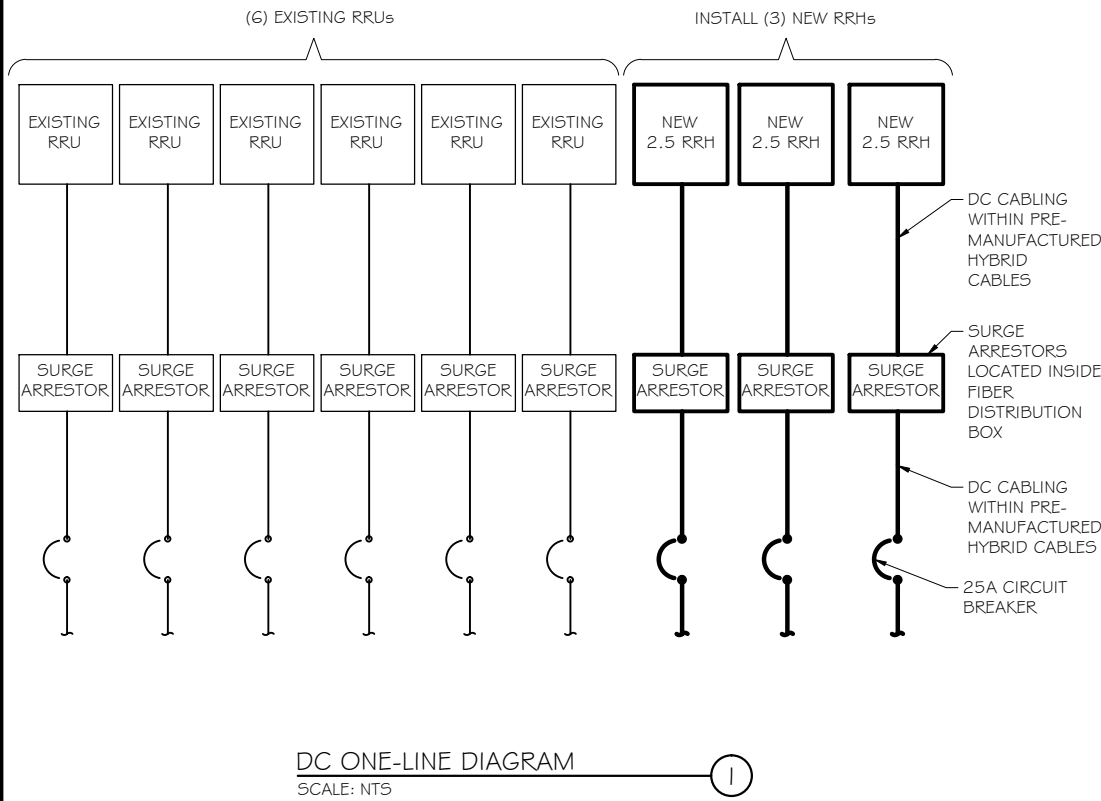 (6) EXISTING RRUs
INSTALL (3) NEW RRHs
EXISTING
RRU
EXISTING
RRU
EXISTING
RRU
EXISTING
RRU
EXISTING
RRU
EXISTING
RRU
NEW
2.5 RRH
NEW
2.5 RRH
NEW
2.5 RRH
DC CABLING
WITHIN PRE-
MANUFACTURED
HYBRID
CABLES
SURGE
ARRESTOR
SURGE
ARRESTOR
SURGE
ARRESTOR
SURGE
ARRESTOR
SURGE
ARRESTOR
SURGE
ARRESTOR
SURGE
ARRESTOR
SURGE
ARRESTOR
SURGE
ARRESTOR
SURGE
ARRESTORS
LOCATED INSIDE
FIBER
DISTRIBUTION
BOX
DC CABLING
WITHIN PRE-
MANUFACTURED
HYBRID CABLES
25A CIRCUIT
BREAKER
DC ONE-LINE DIAGRAM
SCALE: NTS
1